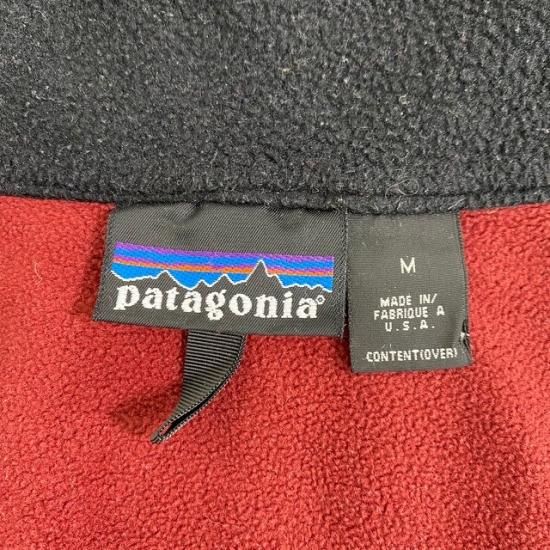 patagonia®
M
MADE IN/
FABRIQUE A
U.S.A.
CONTENT(OVER)